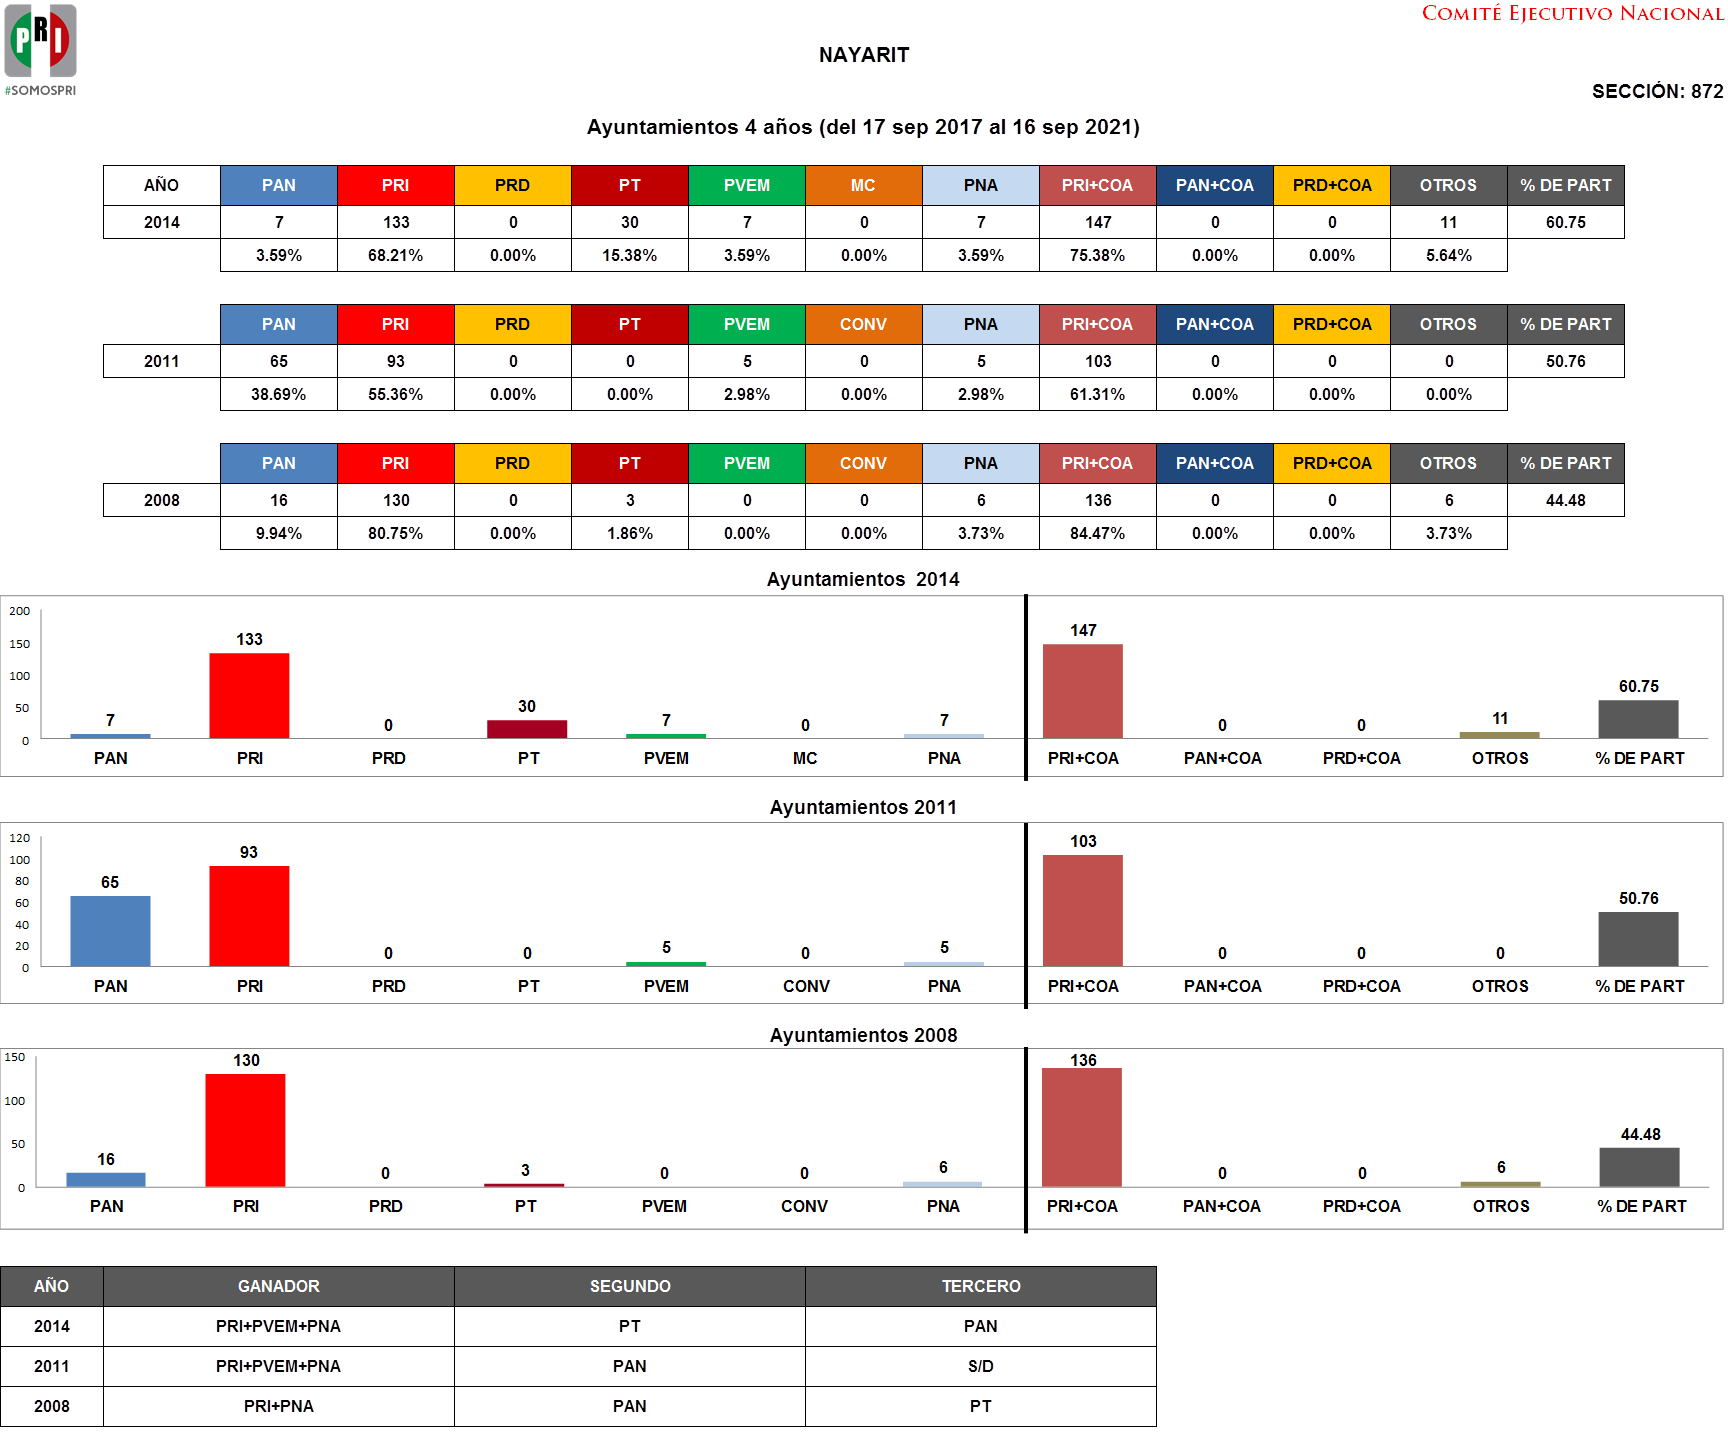 PRI
#SOMOSPRI
COMITÉ EJECUTIVO NACIONAL
NAYARIT
SECCIÓN: 872
Ayuntamientos 4 años (del 17 sep 2017 al 16 sep 2021)
AÑO PAN PRI PRD PT PVEM MC PNA PRI+COA PAN+COA PRD+COA OTROS % DE PART
2014 7 133 0 30 7 0 7 147 0 0 11 60.75
3.59% 68.21% 0.00% 15.38% 3.59% 0.00% 3.59% 75.38% 0.00% 0.00% 5.64%
PAN PRI PRD PT PVEM CONV PNA PRI+COA PAN+COA PRD+COA OTROS % DE PART
2011 65 93 0 0 5 0 5 103 0 0 0 50.76
38.69% 55.36% 0.00% 0.00% 2.98% 0.00% 2.98% 61.31% 0.00% 0.00% 0.00%
PAN PRI PRD PT PVEM CONV PNA PRI+COA PAN+COA PRD+COA OTROS % DE PART
2008 16 130 0 3 0 0 6 136 0 0 6 44.48
9.94% 80.75% 0.00% 1.86% 0.00% 0.00% 3.73% 84.47% 0.00% 0.00% 3.73%
Ayuntamientos 2014
200
150
100
50
0
7 133 0 30 7 0 7 147 0 0 11 60.75
PAN PRI PRD PT PVEM MC PNA PRI+COA PAN+COA PRD+COA OTROS % DE PART
Ayuntamientos 2011
120
100
80
60
40
20
0
65 93 0 0 5 0 5 103 0 0 0 50.76
PAN PRI PRD PT PVEM CONV PNA PRI+COA PAN+COA PRD+COA OTROS % DE PART
Ayuntamientos 2008
150
100
50
0
16 130 0 3 0 0 6 136 0 0 6 44.48
PAN PRI PRD PT PVEM CONV PNA PRI+COA PAN+COA PRD+COA OTROS % DE PART
AÑO GANADOR SEGUNDO TERCERO
2014 PRI+PVEM+PNA PT PAN
2011 PRI+PVEM+PNA PAN S/D
2008 PRI+PNA PAN PT